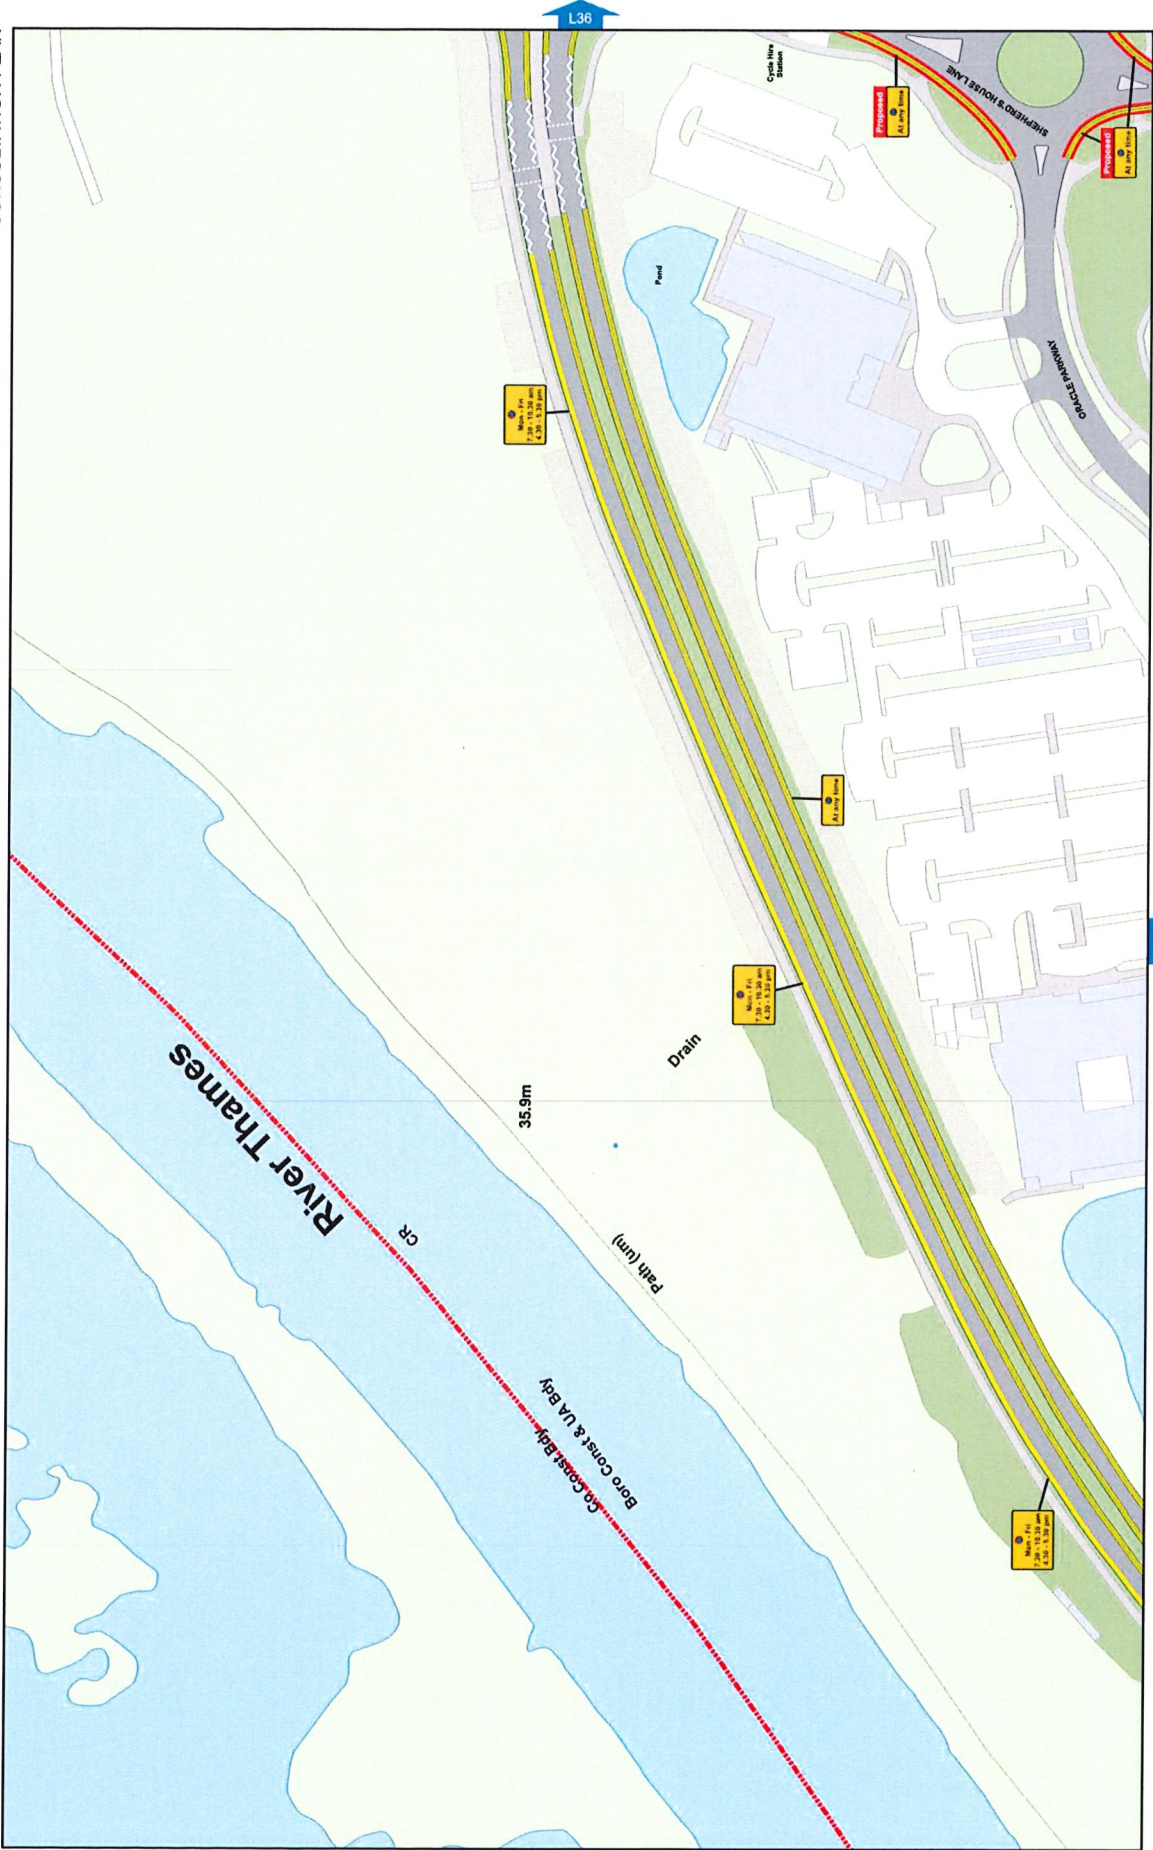 L36
Cycle Hire
Station
Proposed
At any time
SHEPHERD'S HOUSE LANE
Proposed
At any time
Pond
ORACLE PARKWAY
Mon - Fri
7.30 - 10.30 am
4.30 - 5.30 pm
At any time
Mon - Fri
7.30 - 10.30 am
4.30 - 5.30 pm
Drain
35.9m
River Thames
CR
Path (um)
Co Const Bdy
Boro Const & UA Bdy
Mon - Fri
7.30 - 10.30 am
4.30 - 5.30 pm